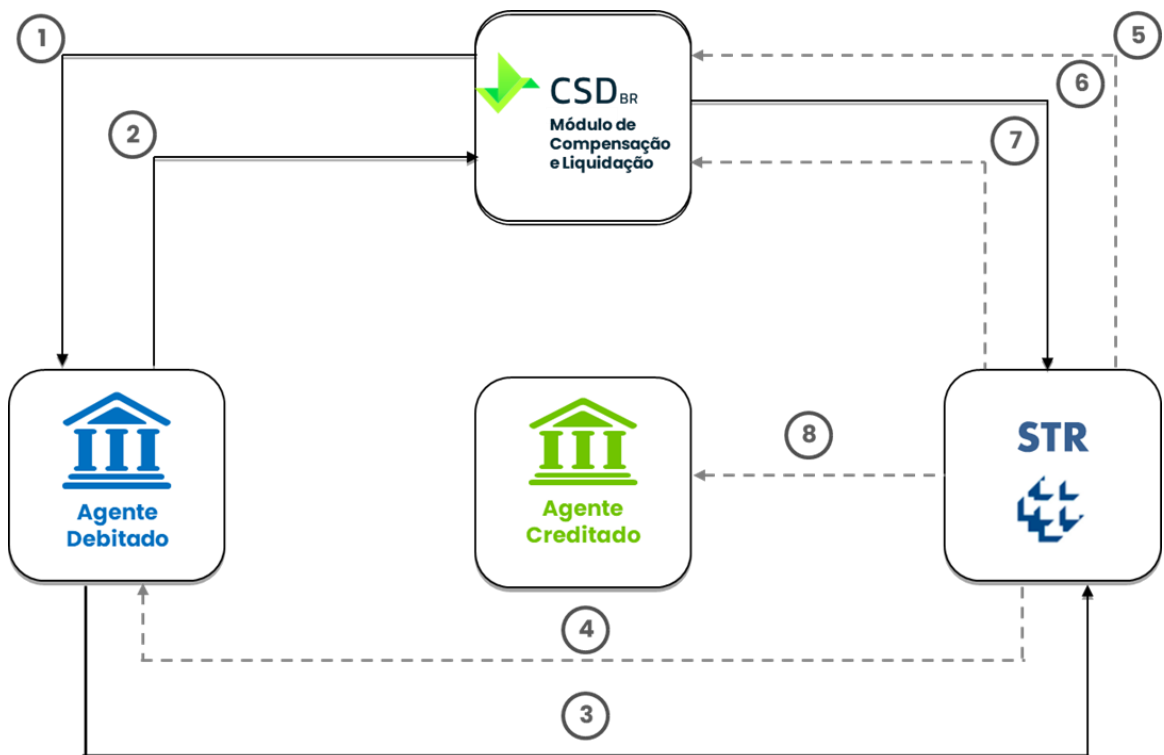 1
5
6
2
7
CSD BR
Módulo de
Compensação
e Liquidação
8
STR
Agente
Debitado
Agente
Creditado
4
3